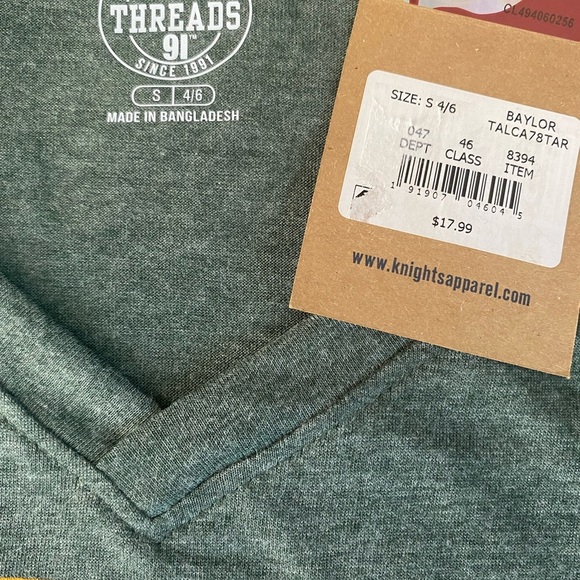 THREADS
91™
SINCE 1991
S 4/6
MADE IN BANGLADESH
CL494060256
SIZE: S 4/6
BAYLOR
TALCA78TAR
047 46 8394
DEPT CLASS ITEM
1 91907 04604 5
$17.99
www.knightsapparel.com